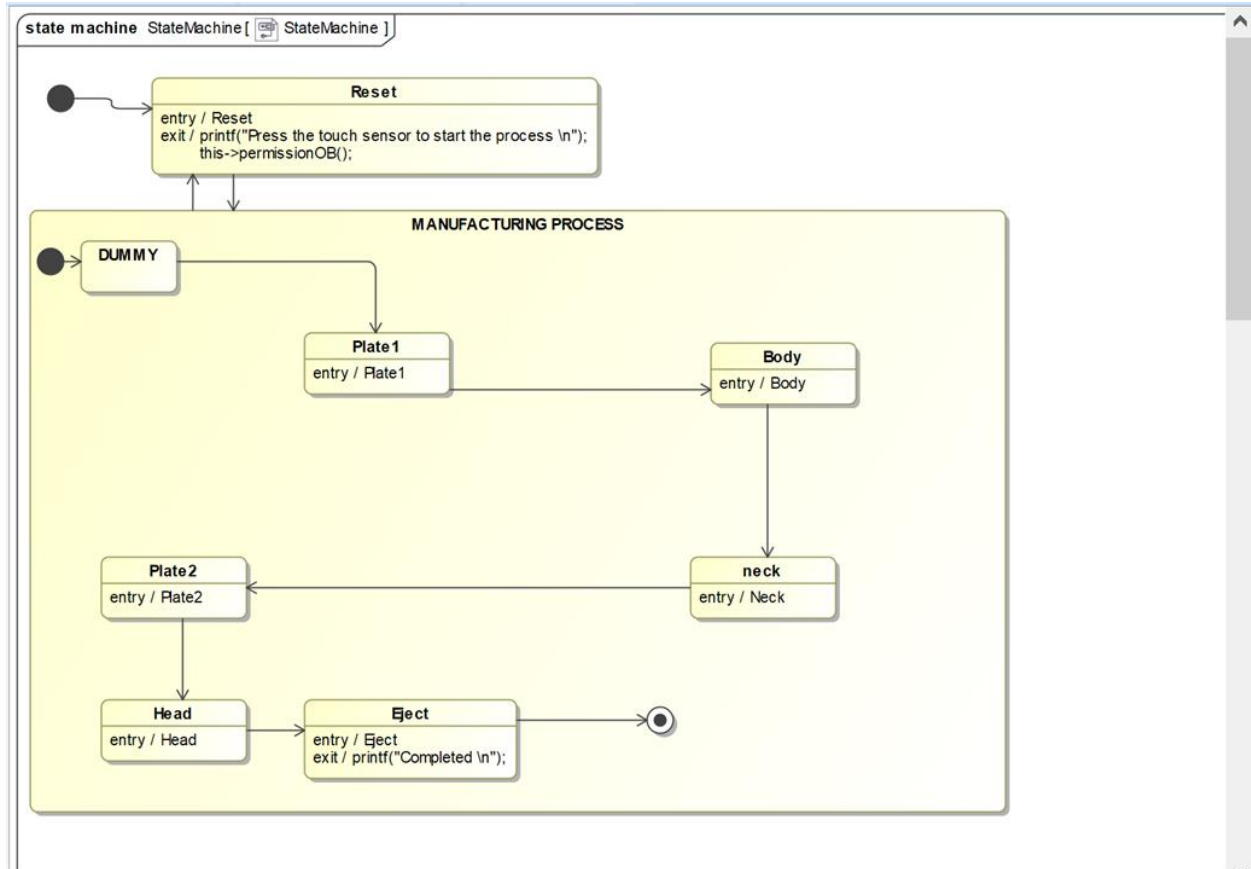 state machine StateMachine [ StateMachine ]
Reset
entry / Reset
exit / printf("Press the touch sensor to start the process \n");
this->permissionOB();
MANUFACTURING PROCESS
DUMMY
Plate1
entry / Plate1
Body
entry / Body
Plate2
entry / Plate2
neck
entry / Neck
Head
entry / Head
Eject
entry / Eject
exit / printf("Completed \n");